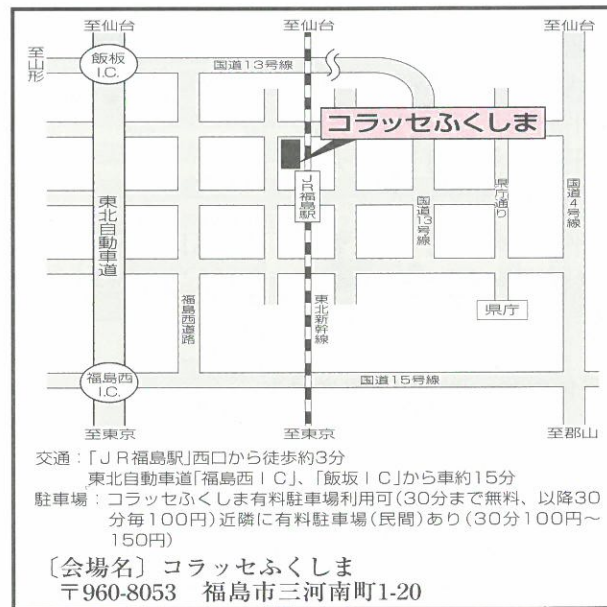 至仙台
至仙台
至仙台
至山形
飯板
I.C.
国道13号線
コラッセふくしま
JR福島駅
東北自動車道
国道13号線
県庁通り
国道4号線
福島西道路
東北新幹線
県庁
福島西
I.C.
国道15号線
至東京
至東京
至郡山
交通：「ＪＲ福島駅」西口から徒歩約3分
東北自動車道「福島西ＩＣ」、「飯坂ＩＣ」から車約15分
駐車場：コラッセふくしま有料駐車場利用可（30分まで無料、以降30
分毎100円）近隣に有料駐車場（民間）あり（30分100円～
150円）
〔会場名〕コラッセふくしま
〒960-8053　福島市三河南町1-20